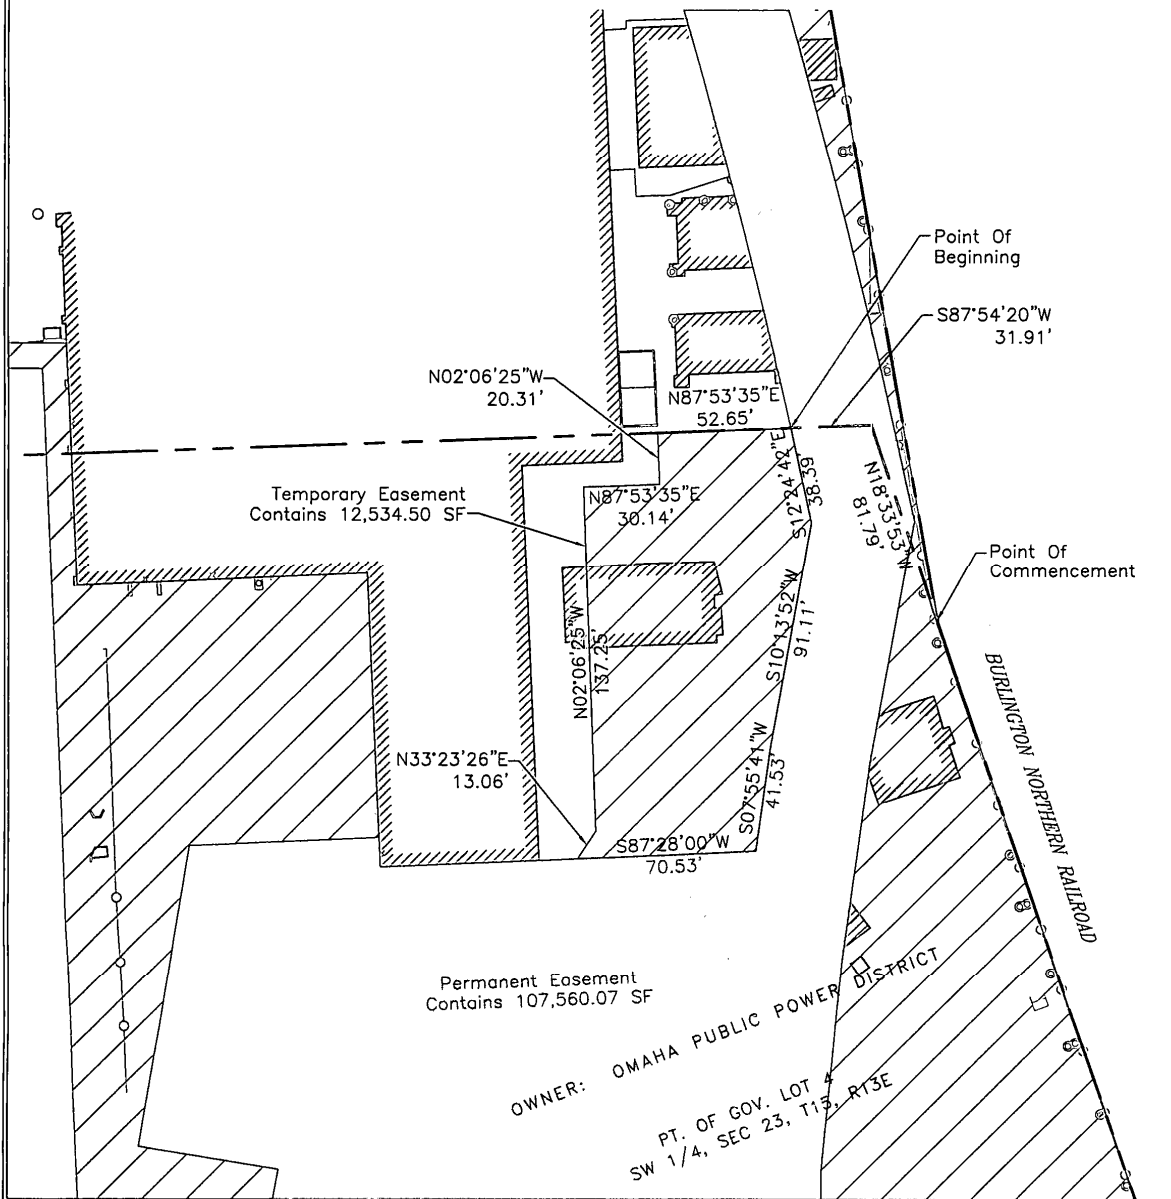 Point Of
Beginning
S87°54'20"W
31.91'
N02°06'25"W
20.31'
N87°53'35"E
52.65'
S12°24'42"E
38.39'
N18°33'53"W
81.79'
Temporary Easement
Contains 12,534.50 SF
N87°53'35"E
30.14'
Point Of
Commencement
S10°13'52"W
91.11'
N02°06'25"W
137.25'
BURLINGTON NORTHERN RAILROAD
N33°23'26"E
13.06'
S07°55'41"W
41.53'
S87°28'00"W
70.53'
Permanent Easement
Contains 107,560.07 SF
OWNER: OMAHA PUBLIC POWER DISTRICT
PT. OF GOV. LOT 4
SW 1/4, SEC 23, T15, R13E